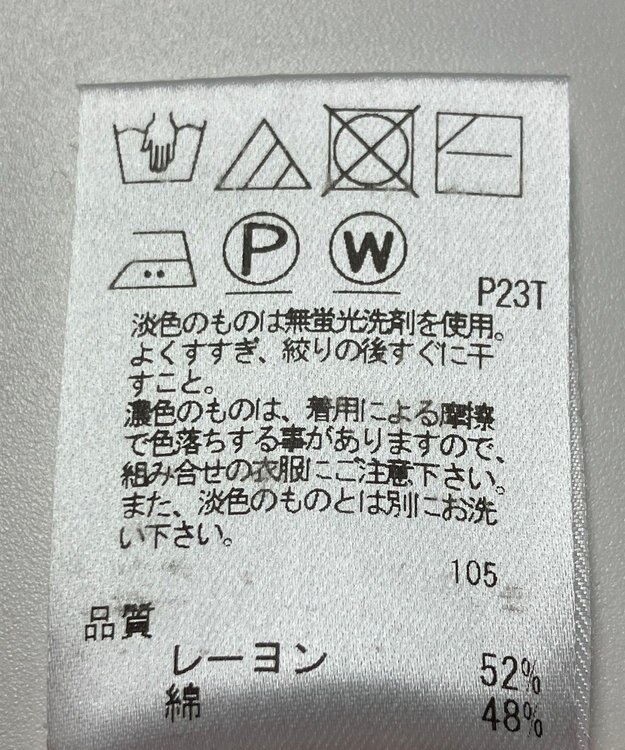 P W
P23T
淡色のものは無蛍光洗剤を使用。
よくすすぎ、絞りの後すぐに干
すこと。
濃色のものは、着用による摩擦
で色落ちする事がありますので、
組み合せの衣服にご注意下さい。
また、淡色のものとは別にお洗
い下さい。
105
品質
レーヨン 52%
綿 48%